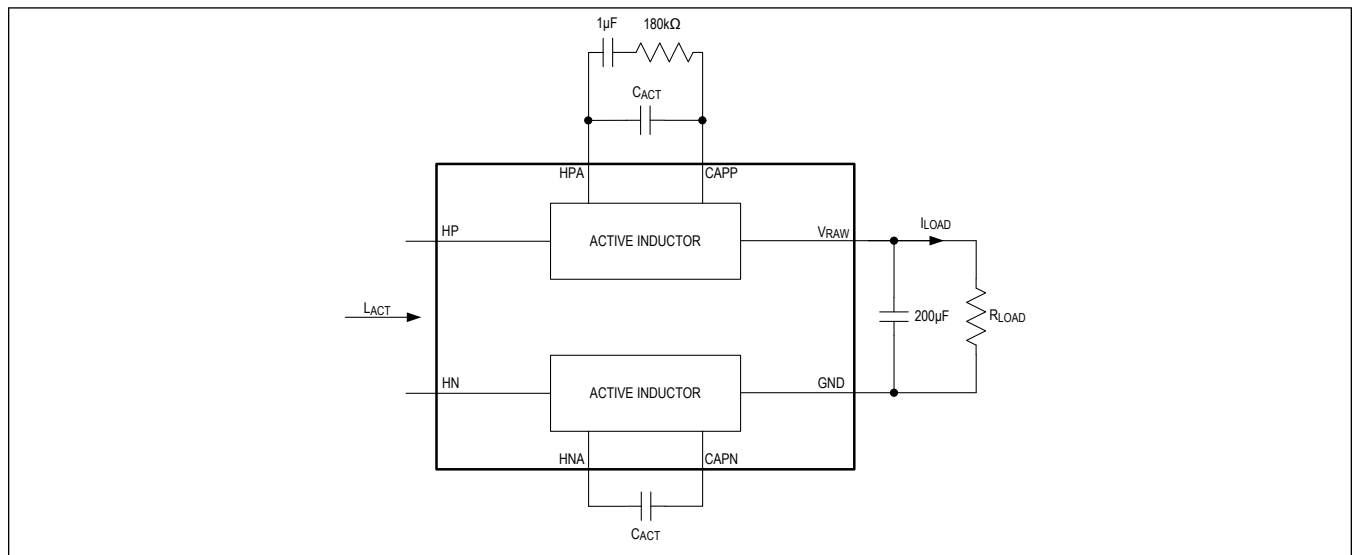 1µF 180kΩ
CACT
HPA CAPP
ILOAD
HP ACTIVE INDUCTOR VRAW
LACT 200µF RLOAD
HN ACTIVE INDUCTOR GND
HNA CAPN
CACT